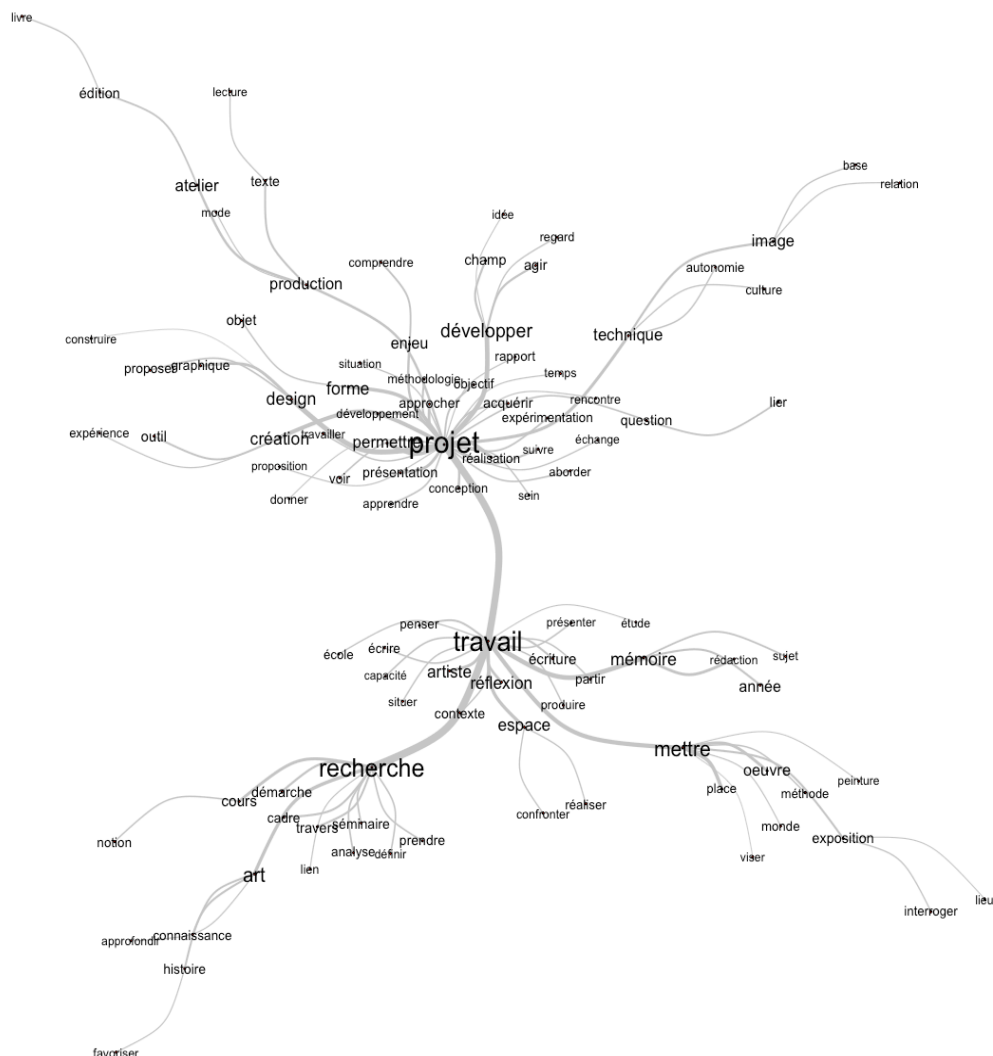 livre
édition
lecture
base
relation
atelier
texte
mode
idée
regard
image
champ
agir
comprendre
autonomie
production
culture
objet
développer
technique
construire
enjeu
rapport
proposer
graphique
situation
méthodologie
objectif
temps
design
forme
approcher
acquérir
rencontre
lier
développement
expérimentation
question
expérience
outil
création
travailler
permettre
projet
échange
suivre
réalisation
proposition
voir
présentation
aborder
conception
donner
apprendre
sein
penser
présenter
étude
travail
école
écrire
écriture
mémoire
rédaction
sujet
capacité
artiste
réflexion
partir
année
situer
contexte
produire
espace
mettre
recherche
oeuvre
peinture
démarche
place
méthode
cours
confronter
réaliser
cadre
travers
séminaire
monde
notion
prendre
exposition
lien
analyse
définir
viser
art
lieu
interroger
approfondir
connaissance
histoire
favoriser